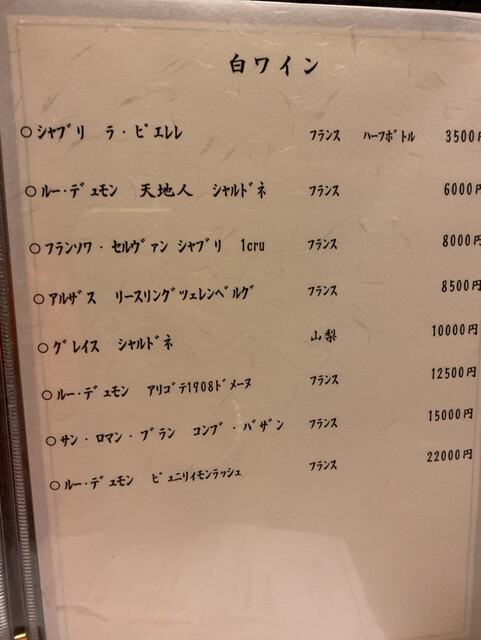 白ワイン
○シャブリ ラ・ピエレレ フランス ハーフボトル 3500円
○ルー・デュモン 天地人 シャルドネ フランス 6000円
○フランソワ・セルヴァン シャブリ 1cru フランス 8000円
○アルザス リースリングツェレンベルグ フランス 8500円
○グレイス シャルドネ 山梨 10000円
○ルー・デュモン アリゴテ1908ドメーヌ フランス 12500円
○サン・ロマン・ブラン コンブ・バザン フランス 15000円
○ルー・デュモン ピュニリィモンラッシュ フランス 22000円